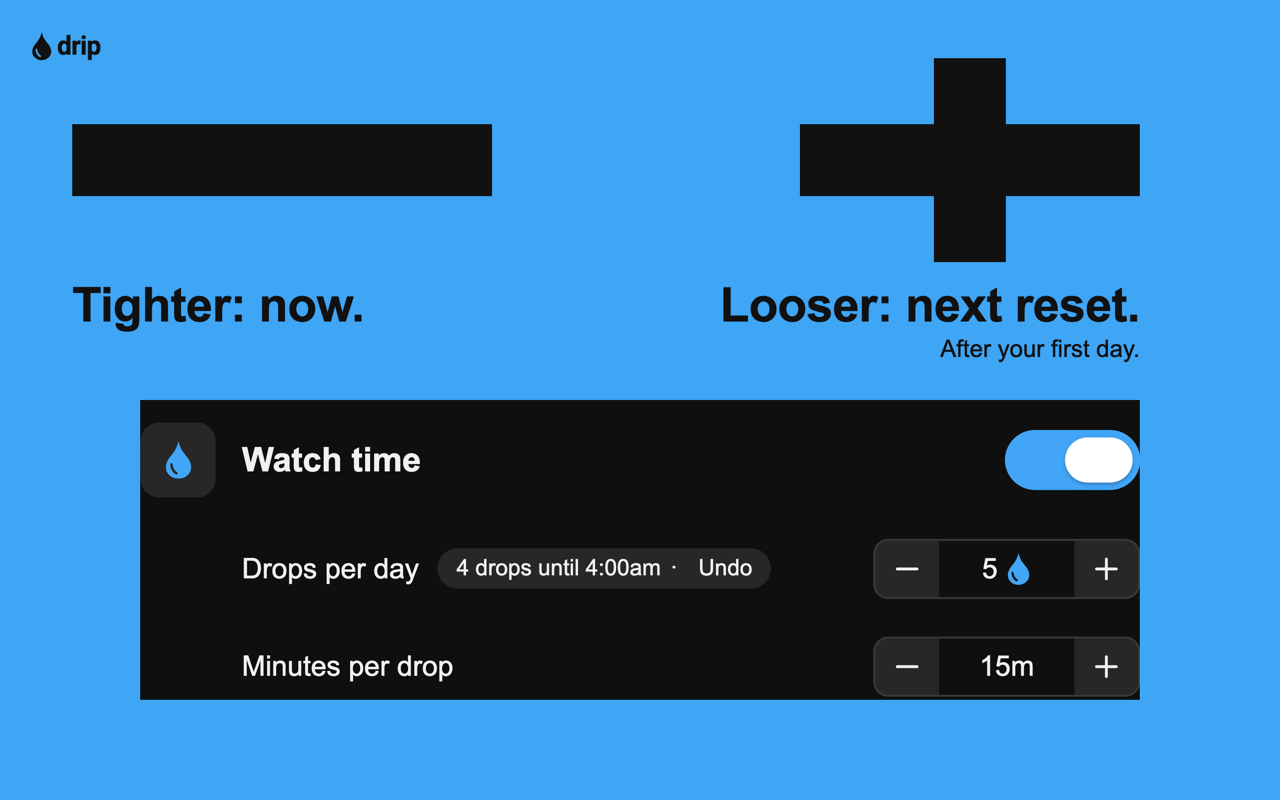 drip
Tighter: now.
Looser: next reset.
After your first day.
Watch time
Drops per day
4 drops until 4:00am · Undo
− 5 +
Minutes per drop
− 15m +